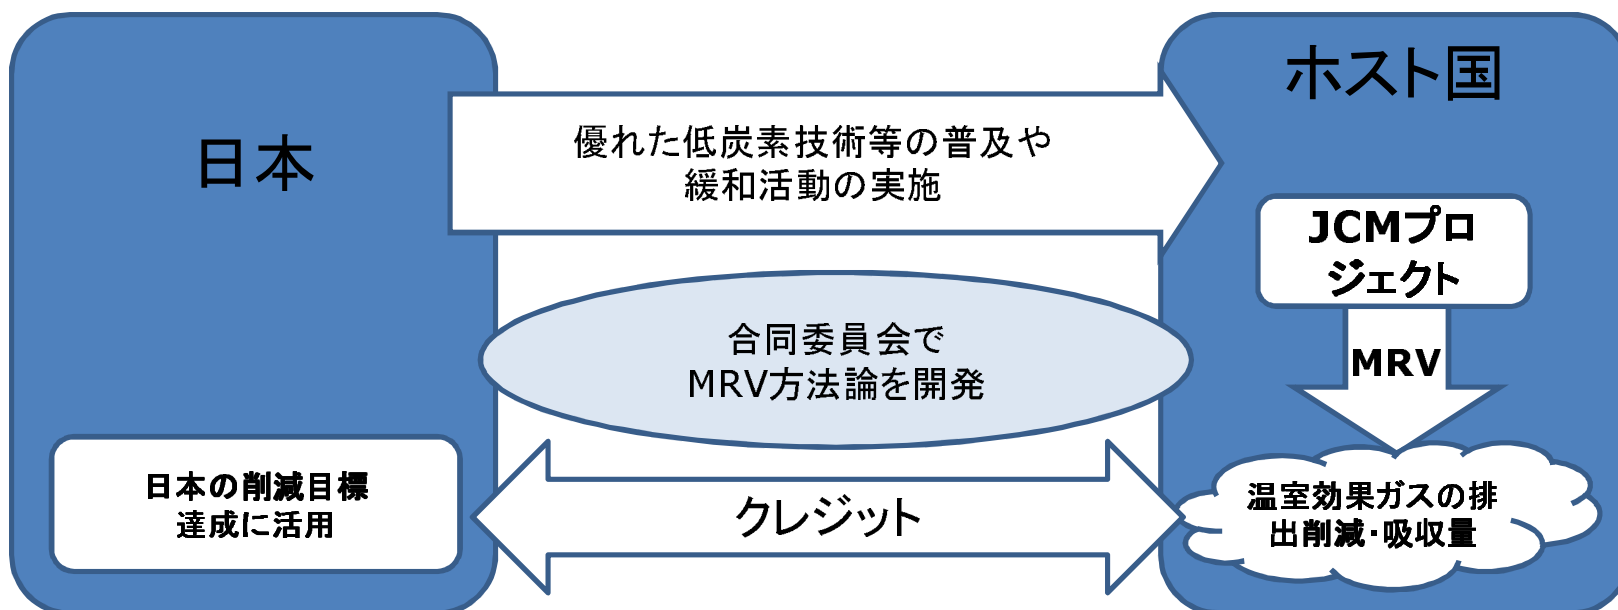 日本
ホスト国
優れた低炭素技術等の普及や
緩和活動の実施
JCMプロ
ジェクト
合同委員会で
MRV方法論を開発
MRV
日本の削減目標
達成に活用
クレジット
温室効果ガスの排
出削減・吸収量